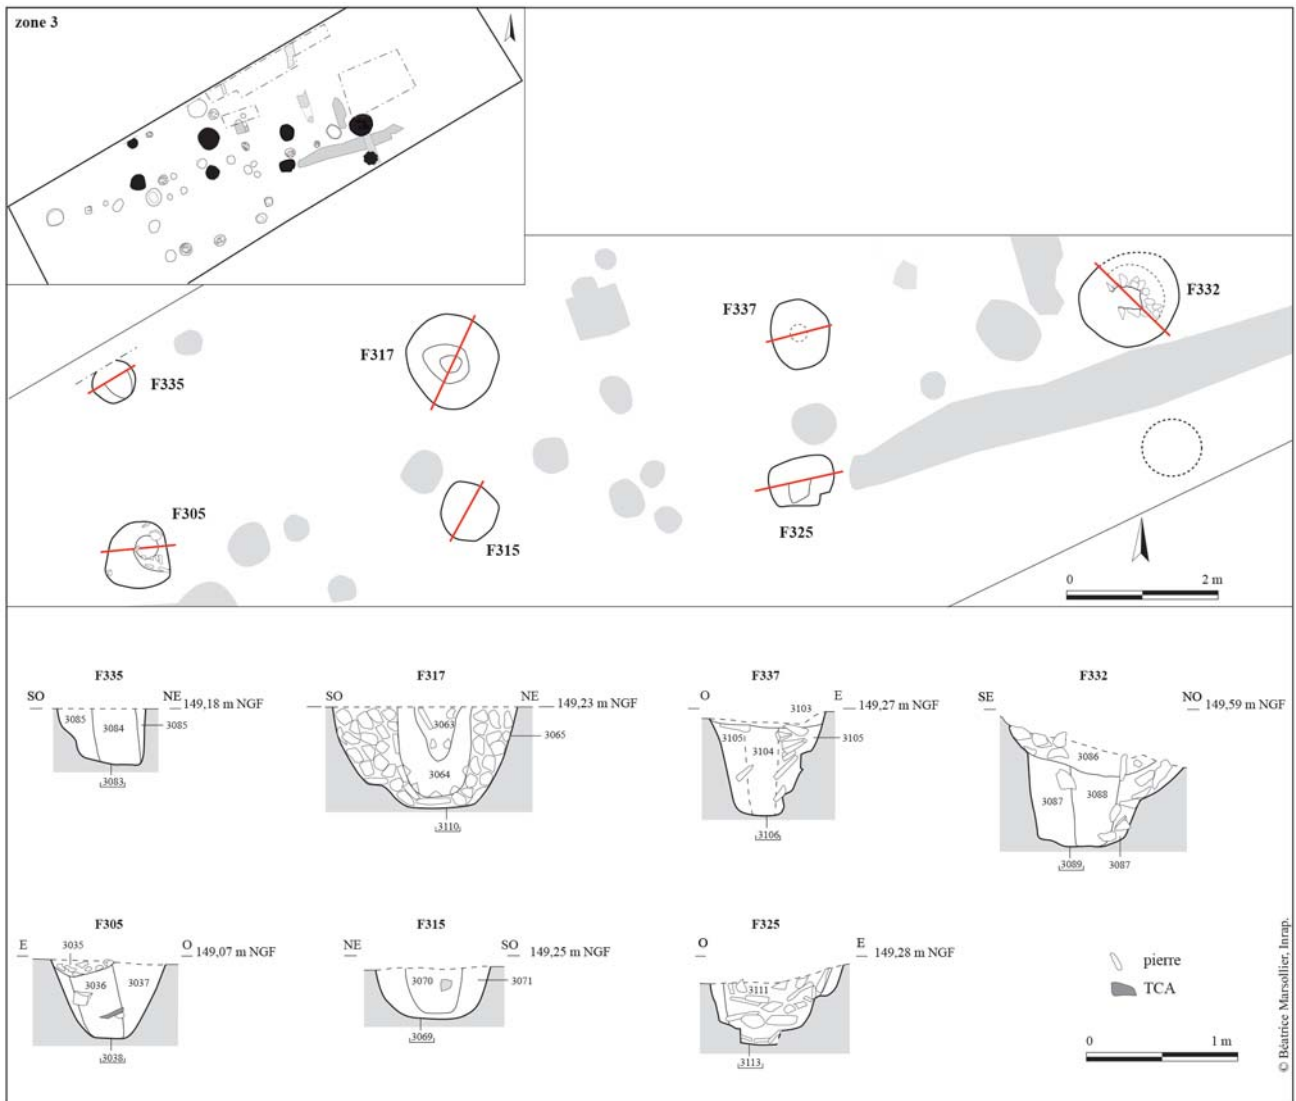 zone 3
F332
F337
F317
F335
F305
F325
F315
0 2 m
F335
SO NE 149,18 m NGF
3085 3084 3085
3083
F317
SO NE 149,23 m NGF
3063
3065
3064
3110
F337
O E 149,27 m NGF
3103
3105 3104 3105
3106
F332
SE NO 149,59 m NGF
3086
3087 3088
3089 3087
F305
E O 149,07 m NGF
3035
3036 3037
3038
F315
NE SO 149,25 m NGF
3070 3071
3069
F325
O E 149,28 m NGF
3111
3113
pierre
TCA
0 1 m
© Béatrice Marsollier, Inrap.